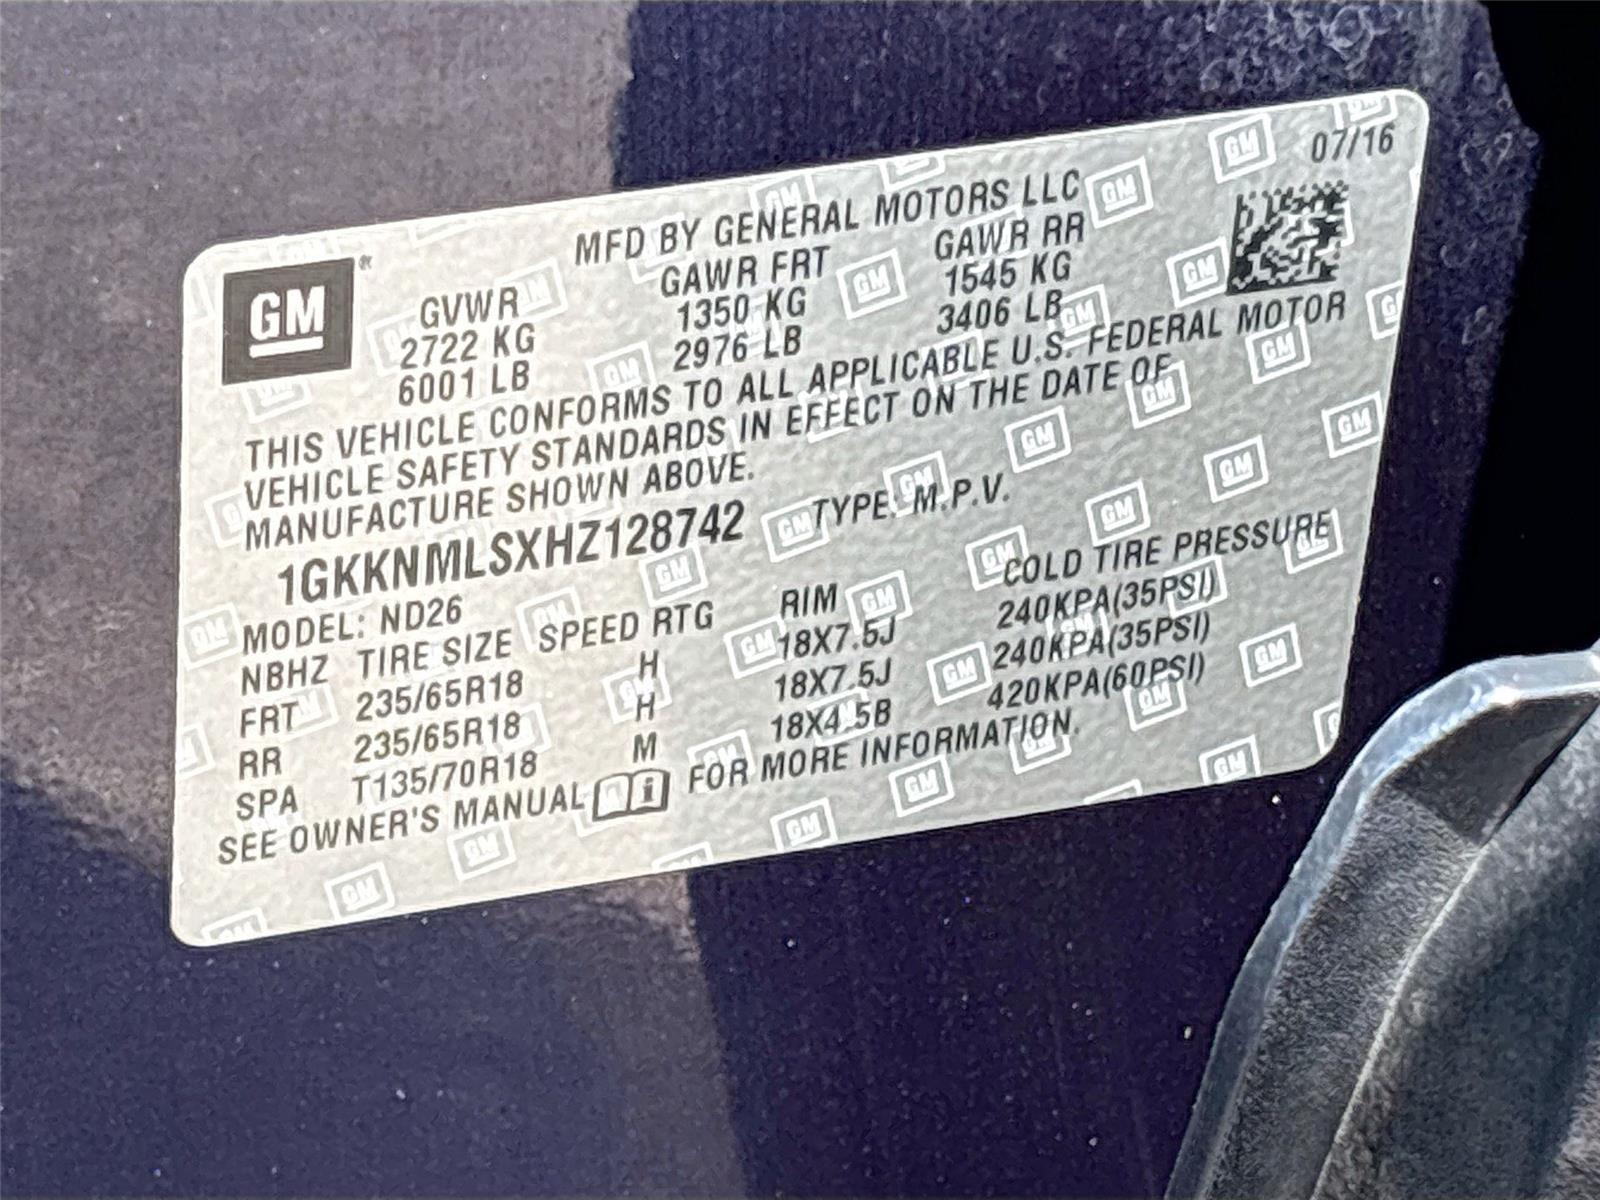 07/16
MFD BY GENERAL MOTORS LLC
GM
GVWR GAWR FRT GAWR RR
2722 KG 1350 KG 1545 KG
6001 LB 2976 LB 3406 LB
THIS VEHICLE CONFORMS TO ALL APPLICABLE U.S. FEDERAL MOTOR
VEHICLE SAFETY STANDARDS IN EFFECT ON THE DATE OF
MANUFACTURE SHOWN ABOVE.
1GKKNMLSXHZ128742 TYPE: M.P.V.
MODEL: ND26
NBHZ TIRE SIZE SPEED RTG RIM COLD TIRE PRESSURE
FRT 235/65R18 H 18X7.5J 240KPA(35PSI)
RR 235/65R18 H 18X7.5J 240KPA(35PSI)
SPA T135/70R18 M 18X4.5B 420KPA(60PSI)
SEE OWNER'S MANUAL i FOR MORE INFORMATION.